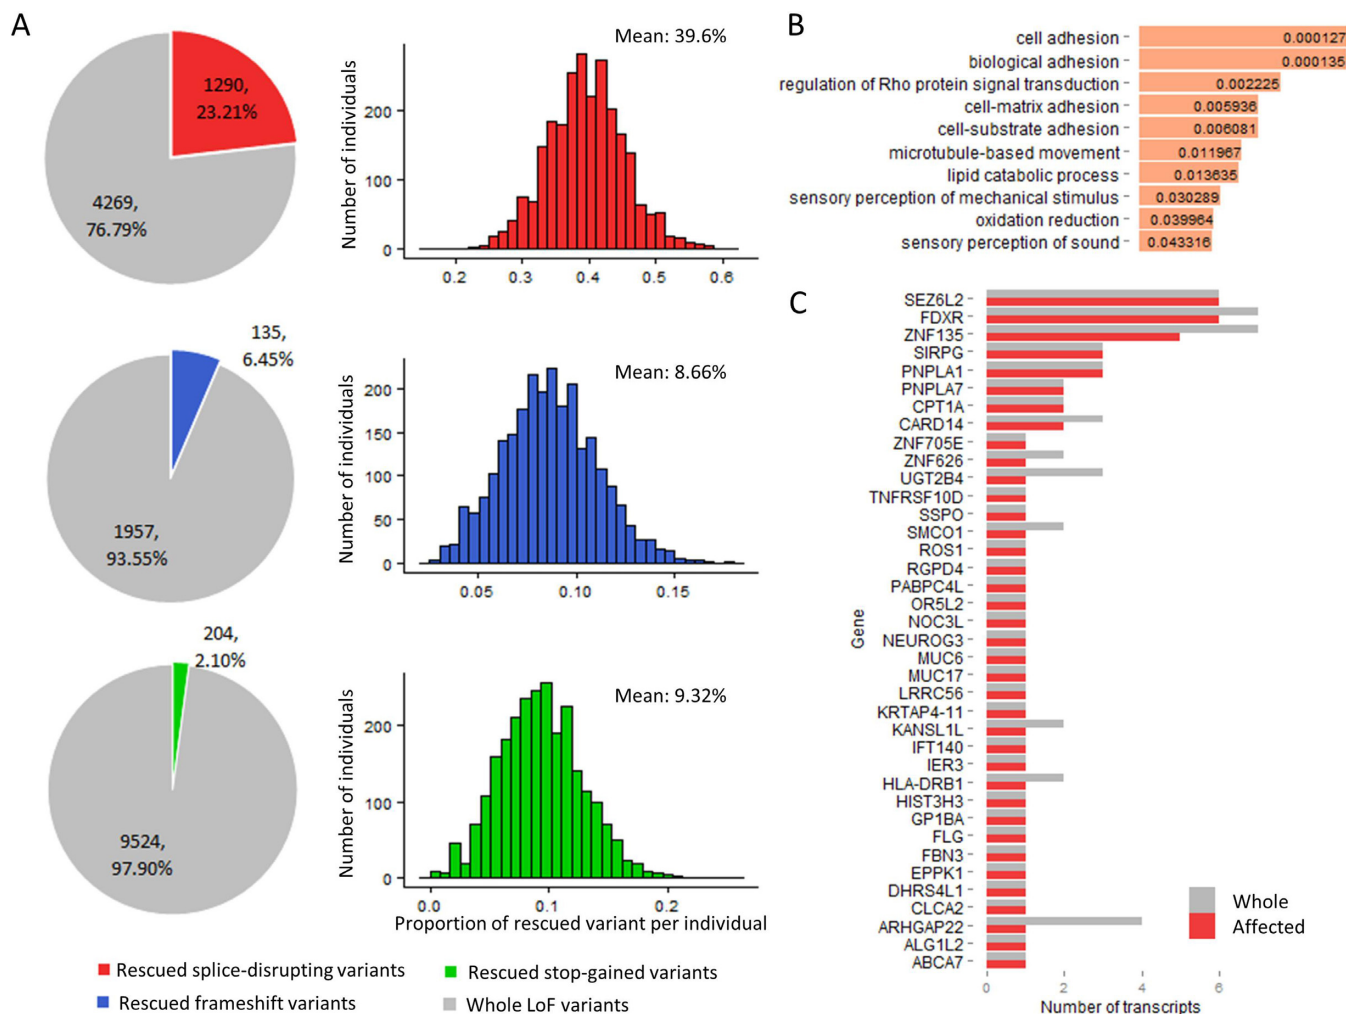 A
1290,
23.21%
4269,
76.79%
Number of individuals
Mean: 39.6%
200
100
0
0.2
0.3
0.4
0.5
0.6
135,
6.45%
1957,
93.55%
Number of individuals
Mean: 8.66%
200
150
100
50
0
0.05
0.10
0.15
204,
2.10%
9524,
97.90%
Number of individuals
Mean: 9.32%
200
100
0
0.0
0.1
0.2
Proportion of rescued variant per individual
Rescued splice-disrupting variants
Rescued stop-gained variants
Rescued frameshift variants
Whole LoF variants
B
cell adhesion 0.000127
biological adhesion 0.000135
regulation of Rho protein signal transduction 0.002225
cell-matrix adhesion 0.005936
cell-substrate adhesion 0.006081
microtubule-based movement 0.011967
lipid catabolic process 0.013635
sensory perception of mechanical stimulus 0.030289
oxidation reduction 0.039964
sensory perception of sound 0.043316
C
Gene
SEZ6L2
FDXR
ZNF135
SIRPG
PNPLA1
PNPLA7
CPT1A
CARD14
ZNF705E
ZNF626
UGT2B4
TNFRSF10D
SSPO
SMCO1
ROS1
RGPD4
PABPC4L
OR5L2
NOC3L
NEUROG3
MUC6
MUC17
LRRC56
KRTAP4-11
KANSL1L
IFT140
IER3
HLA-DRB1
HIST3H3
GP1BA
FLG
FBN3
EPPK1
DHRS4L1
CLCA2
ARHGAP22
ALG1L2
ABCA7
Whole
Affected
0
2
4
6
Number of transcripts